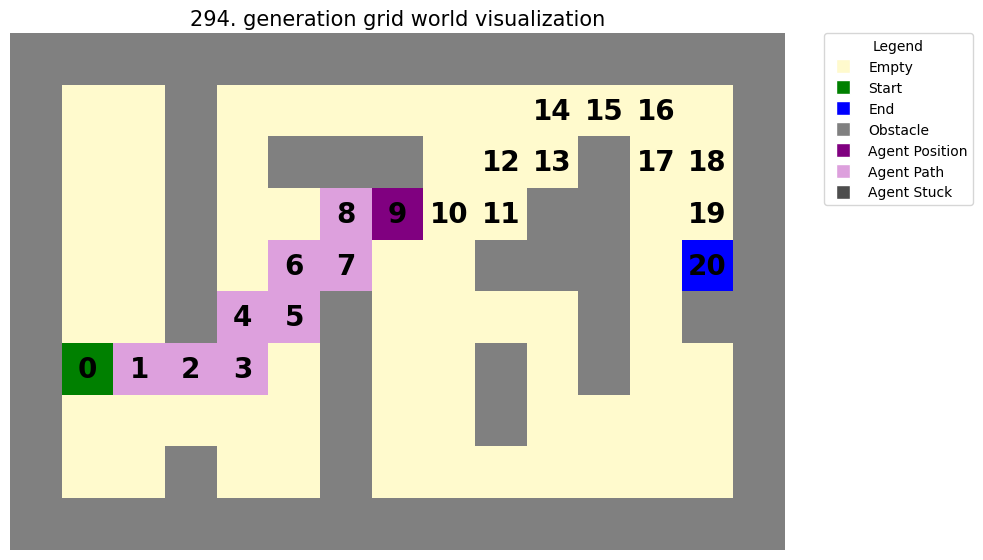 294. generation grid world visualization
14 15 16
12 13 17 18
8 9 10 11 19
6 7 20
4 5
0 1 2 3
Legend
Empty
Start
End
Obstacle
Agent Position
Agent Path
Agent Stuck